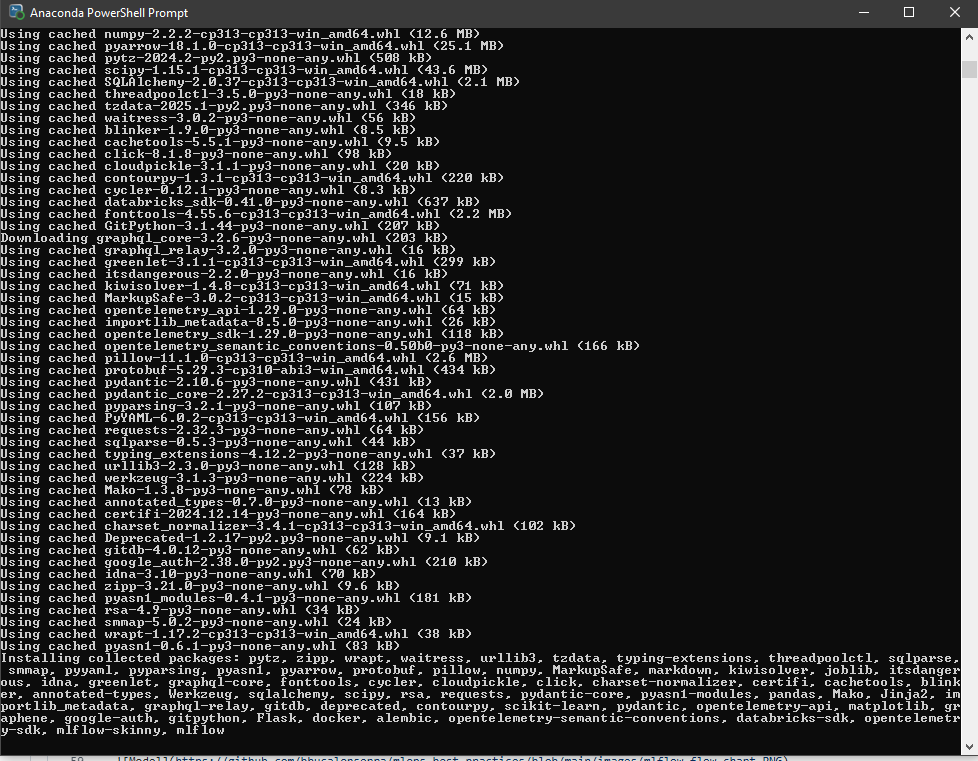 Anaconda PowerShell Prompt
Using cached numpy-2.2.2-cp313-cp313-win_amd64.whl (12.6 MB)
Using cached pyarrow-18.1.0-cp313-cp313-win_amd64.whl (25.1 MB)
Using cached pytz-2024.2-py2.py3-none-any.whl (508 kB)
Using cached scipy-1.15.1-cp313-cp313-win_amd64.whl (43.6 MB)
Using cached SQLAlchemy-2.0.37-cp313-cp313-win_amd64.whl (2.1 MB)
Using cached threadpoolctl-3.5.0-py3-none-any.whl (18 kB)
Using cached tzdata-2025.1-py2.py3-none-any.whl (346 kB)
Using cached waitress-3.0.2-py3-none-any.whl (56 kB)
Using cached blinker-1.9.0-py3-none-any.whl (8.5 kB)
Using cached cachetools-5.5.1-py3-none-any.whl (9.5 kB)
Using cached click-8.1.8-py3-none-any.whl (98 kB)
Using cached cloudpickle-3.1.1-py3-none-any.whl (20 kB)
Using cached contourpy-1.3.1-cp313-cp313-win_amd64.whl (220 kB)
Using cached cycler-0.12.1-py3-none-any.whl (8.3 kB)
Using cached databricks_sdk-0.41.0-py3-none-any.whl (637 kB)
Using cached fonttools-4.55.6-cp313-cp313-win_amd64.whl (2.2 MB)
Using cached GitPython-3.1.44-py3-none-any.whl (207 kB)
Downloading graphql_core-3.2.6-py3-none-any.whl (203 kB)
Using cached graphql_relay-3.2.0-py3-none-any.whl (16 kB)
Using cached greenlet-3.1.1-cp313-cp313-win_amd64.whl (299 kB)
Using cached itsdangerous-2.2.0-py3-none-any.whl (16 kB)
Using cached kiwisolver-1.4.8-cp313-cp313-win_amd64.whl (71 kB)
Using cached MarkupSafe-3.0.2-cp313-cp313-win_amd64.whl (15 kB)
Using cached opentelemetry_api-1.29.0-py3-none-any.whl (64 kB)
Using cached importlib_metadata-8.5.0-py3-none-any.whl (26 kB)
Using cached opentelemetry_sdk-1.29.0-py3-none-any.whl (118 kB)
Using cached opentelemetry_semantic_conventions-0.50b0-py3-none-any.whl (166 kB)
Using cached pillow-11.1.0-cp313-cp313-win_amd64.whl (2.6 MB)
Using cached protobuf-5.29.3-cp310-abi3-win_amd64.whl (434 kB)
Using cached pydantic-2.10.6-py3-none-any.whl (431 kB)
Using cached pydantic_core-2.27.2-cp313-cp313-win_amd64.whl (2.0 MB)
Using cached pyparsing-3.2.1-py3-none-any.whl (107 kB)
Using cached PyYAML-6.0.2-cp313-cp313-win_amd64.whl (156 kB)
Using cached requests-2.32.3-py3-none-any.whl (64 kB)
Using cached sqlparse-0.5.3-py3-none-any.whl (44 kB)
Using cached typing_extensions-4.12.2-py3-none-any.whl (37 kB)
Using cached urllib3-2.3.0-py3-none-any.whl (128 kB)
Using cached werkzeug-3.1.3-py3-none-any.whl (224 kB)
Using cached Mako-1.3.8-py3-none-any.whl (78 kB)
Using cached annotated_types-0.7.0-py3-none-any.whl (13 kB)
Using cached certifi-2024.12.14-py3-none-any.whl (164 kB)
Using cached charset_normalizer-3.4.1-cp313-cp313-win_amd64.whl (102 kB)
Using cached Deprecated-1.2.17-py2.py3-none-any.whl (9.1 kB)
Using cached gitdb-4.0.12-py3-none-any.whl (62 kB)
Using cached google_auth-2.38.0-py2.py3-none-any.whl (210 kB)
Using cached idna-3.10-py3-none-any.whl (70 kB)
Using cached zipp-3.21.0-py3-none-any.whl (9.6 kB)
Using cached pyasn1_modules-0.4.1-py3-none-any.whl (181 kB)
Using cached rsa-4.9-py3-none-any.whl (34 kB)
Using cached smmap-5.0.2-py3-none-any.whl (24 kB)
Using cached wrapt-1.17.2-cp313-cp313-win_amd64.whl (38 kB)
Using cached pyasn1-0.6.1-py3-none-any.whl (83 kB)
Installing collected packages: pytz, zipp, wrapt, waitress, urllib3, tzdata, typing-extensions, threadpoolctl, sqlparse,
 smmap, pyyaml, pyparsing, pyasn1, pyarrow, protobuf, pillow, numpy, MarkupSafe, markdown, kiwisolver, joblib, itsdanger
ous, idna, greenlet, graphql-core, fonttools, cycler, cloudpickle, click, charset-normalizer, certifi, cachetools, blink
er, annotated-types, Werkzeug, sqlalchemy, scipy, rsa, requests, pydantic-core, pyasn1-modules, pandas, Mako, Jinja2, im
portlib_metadata, graphql-relay, gitdb, deprecated, contourpy, scikit-learn, pydantic, opentelemetry-api, matplotlib, gr
aphene, google-auth, gitpython, Flask, docker, alembic, opentelemetry-semantic-conventions, databricks-sdk, opentelemetr
y-sdk, mlflow-skinny, mlflow